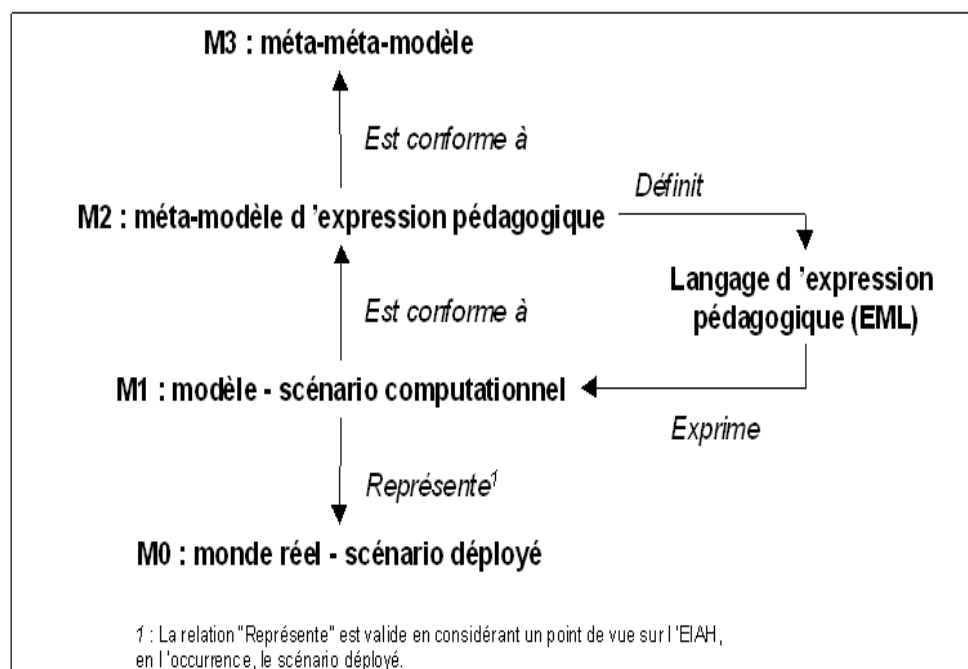 M3 : méta-méta-modèle
Est conforme à
Définit
M2 : méta-modèle d ’expression pédagogique
Langage d ’expression
pédagogique (EML)
Est conforme à
M1 : modèle - scénario computationnel
Exprime
Représente¹
M0 : monde réel - scénario déployé
1 : La relation "Représente" est valide en considérant un point de vue sur l ’EIAH,
en l ’occurrence, le scénario déployé.